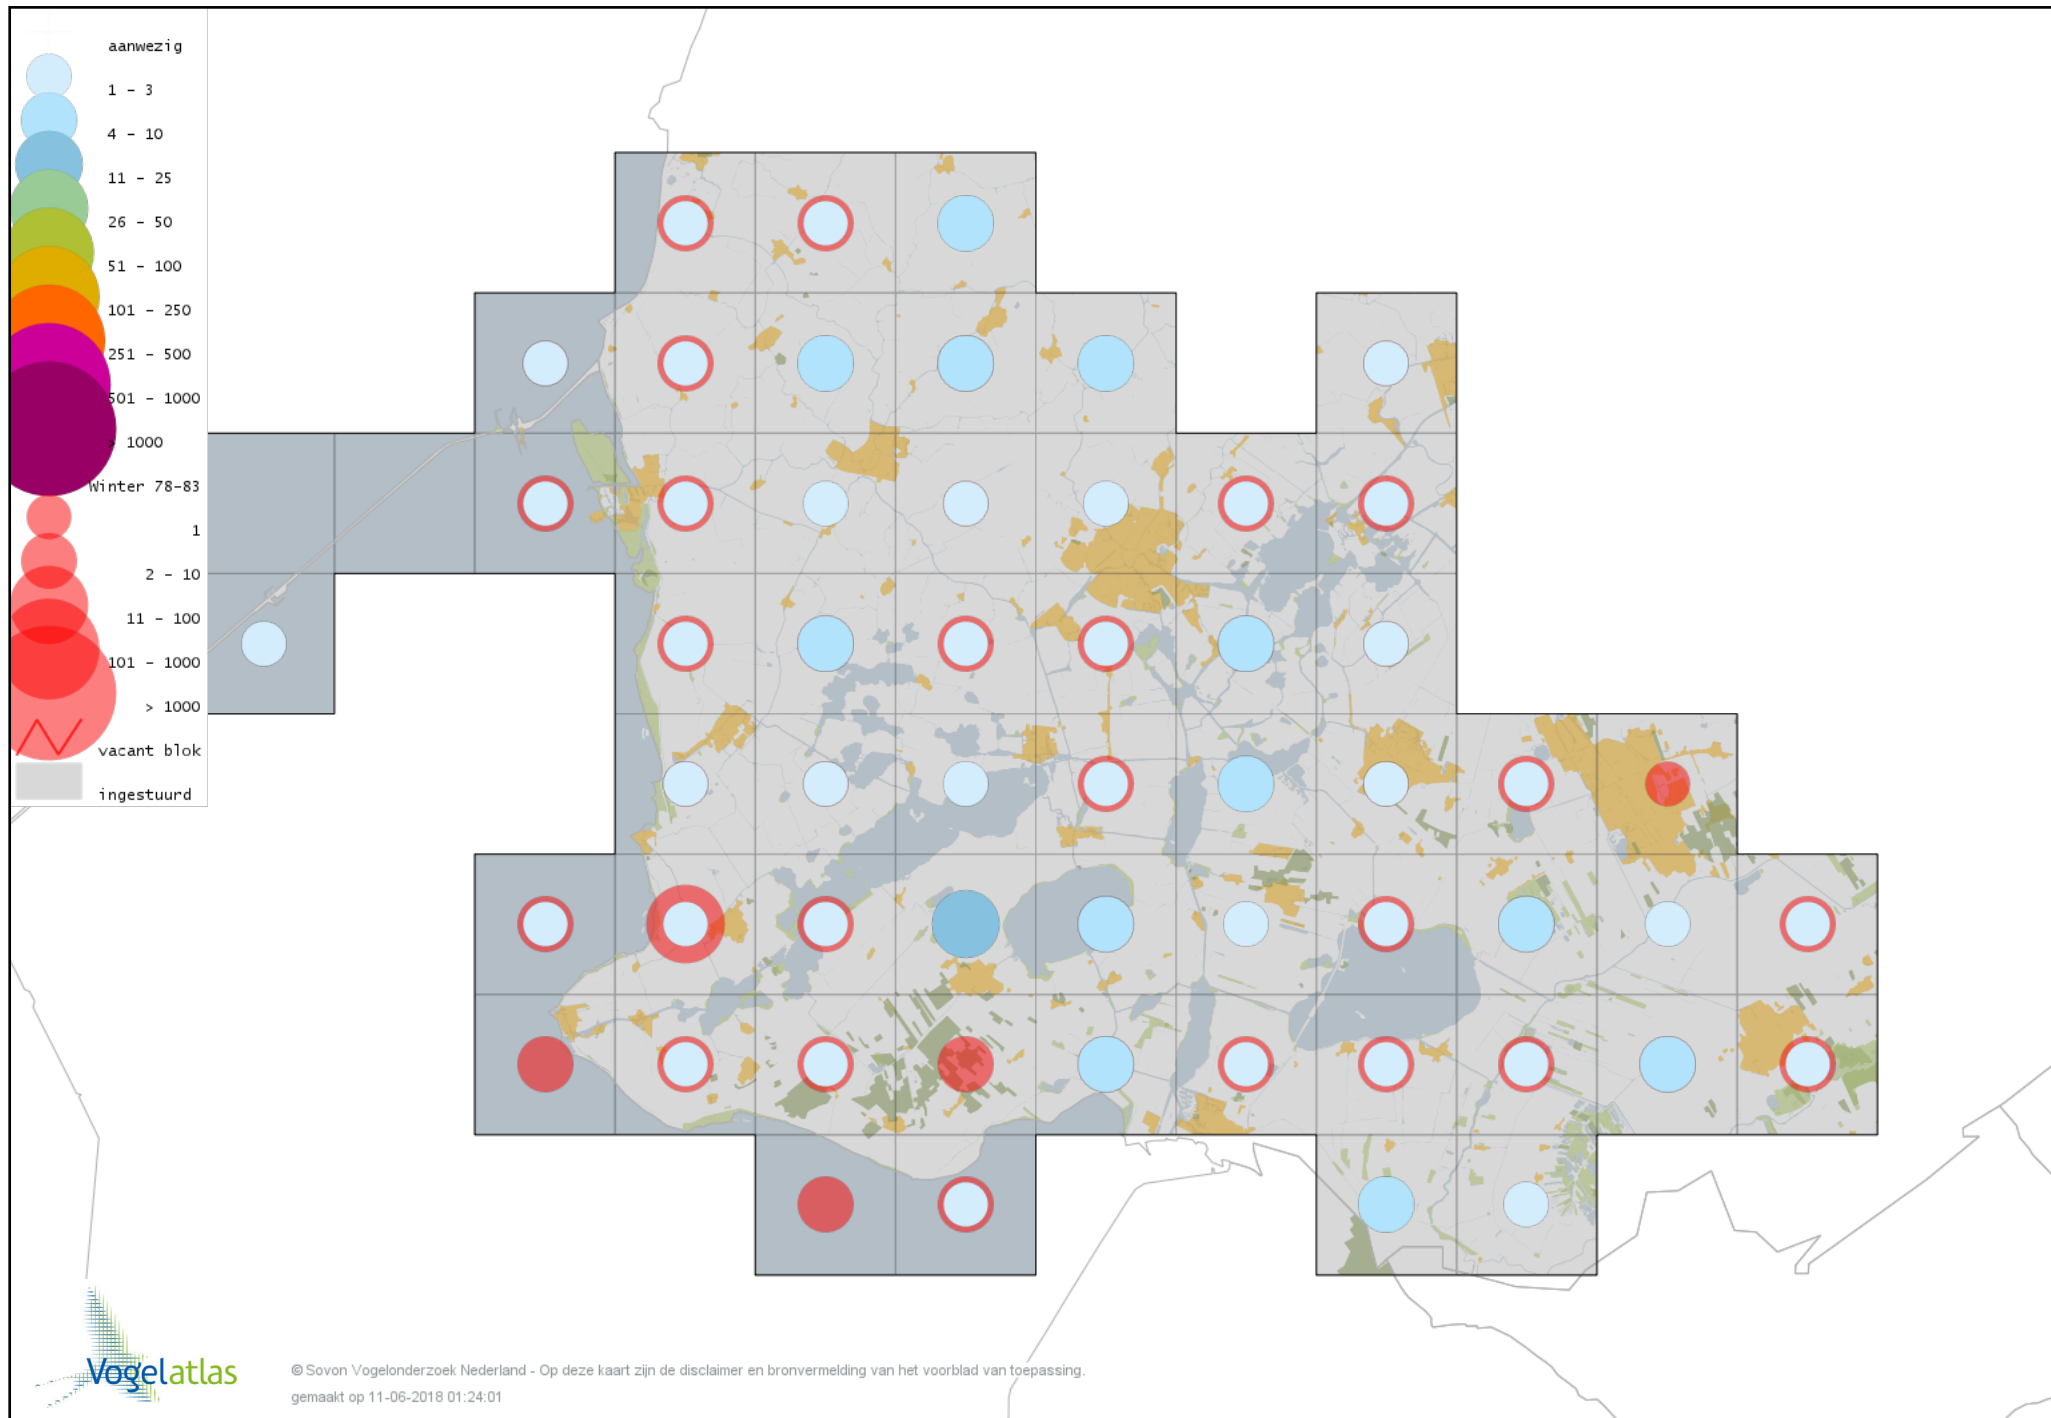 aanwezig
1 - 3
4 - 10
11 - 25
26 - 50
51 - 100
101 - 250
251 - 500
501 - 1000
> 1000
Winter 78-83
1
2 - 10
11 - 100
101 - 1000
> 1000
vacant blok
ingestuurd
Vogelatlas
© Sovon Vogelonderzoek Nederland - Op deze kaart zijn de disclaimer en bronvermelding van het voorblad van toepassing.
gemaakt op 11-06-2018 01:24:01